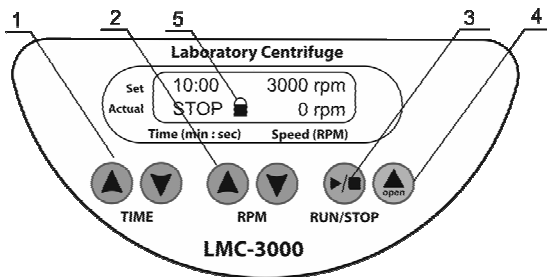 1 2 5 3 4
Laboratory Centrifuge
Set 10:00 3000 rpm
Actual STOP 0 rpm
Time (min : sec) Speed (RPM)
open
TIME RPM RUN/STOP
LMC-3000